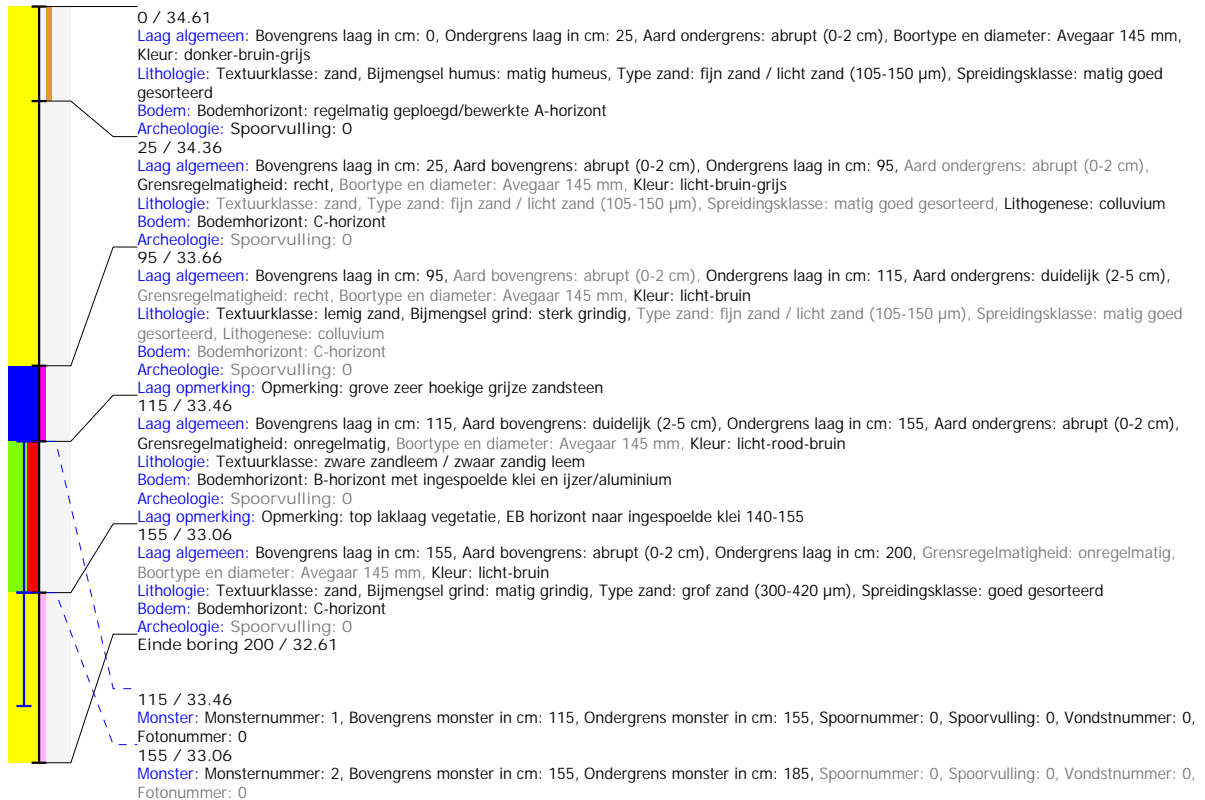 0 / 34.61
Laag algemeen: Bovengrens laag in cm: 0, Ondergrens laag in cm: 25, Aard ondergrens: abrupt (0-2 cm), Boortype en diameter: Avegaar 145 mm,
Kleur: donker-bruin-grijs
Lithologie: Textuurklasse: zand, Bijmengsel humus: matig humeus, Type zand: fijn zand / licht zand (105-150 µm), Spreidingsklasse: matig goed
gesorteerd
Bodem: Bodemhorizont: regelmatig geploegd/bewerkte A-horizont
Archeologie: Spoorvulling: 0
25 / 34.36
Laag algemeen: Bovengrens laag in cm: 25, Aard bovengrens: abrupt (0-2 cm), Ondergrens laag in cm: 95, Aard ondergrens: abrupt (0-2 cm),
Grensregelmatigheid: recht, Boortype en diameter: Avegaar 145 mm, Kleur: licht-bruin-grijs
Lithologie: Textuurklasse: zand, Type zand: fijn zand / licht zand (105-150 µm), Spreidingsklasse: matig goed gesorteerd, Lithogenese: colluvium
Bodem: Bodemhorizont: C-horizont
Archeologie: Spoorvulling: 0
95 / 33.66
Laag algemeen: Bovengrens laag in cm: 95, Aard bovengrens: abrupt (0-2 cm), Ondergrens laag in cm: 115, Aard ondergrens: duidelijk (2-5 cm),
Grensregelmatigheid: recht, Boortype en diameter: Avegaar 145 mm, Kleur: licht-bruin
Lithologie: Textuurklasse: lemig zand, Bijmengsel grind: sterk grindig, Type zand: fijn zand / licht zand (105-150 µm), Spreidingsklasse: matig goed
gesorteerd, Lithogenese: colluvium
Bodem: Bodemhorizont: C-horizont
Archeologie: Spoorvulling: 0
Laag opmerking: Opmerking: grove zeer hoekige grijze zandsteen
115 / 33.46
Laag algemeen: Bovengrens laag in cm: 115, Aard bovengrens: duidelijk (2-5 cm), Ondergrens laag in cm: 155, Aard ondergrens: abrupt (0-2 cm),
Grensregelmatigheid: onregelmatig, Boortype en diameter: Avegaar 145 mm, Kleur: licht-rood-bruin
Lithologie: Textuurklasse: zware zandleem / zwaar zandig leem
Bodem: Bodemhorizont: B-horizont met ingespoelde klei en ijzer/aluminium
Archeologie: Spoorvulling: 0
Laag opmerking: Opmerking: top laklaag vegetatie, EB horizont naar ingespoelde klei 140-155
155 / 33.06
Laag algemeen: Bovengrens laag in cm: 155, Aard bovengrens: abrupt (0-2 cm), Ondergrens laag in cm: 200, Grensregelmatigheid: onregelmatig,
Boortype en diameter: Avegaar 145 mm, Kleur: licht-bruin
Lithologie: Textuurklasse: zand, Bijmengsel grind: matig grindig, Type zand: grof zand (300-420 µm), Spreidingsklasse: goed gesorteerd
Bodem: Bodemhorizont: C-horizont
Archeologie: Spoorvulling: 0
Einde boring 200 / 32.61
115 / 33.46
Monster: Monsternummer: 1, Bovengrens monster in cm: 115, Ondergrens monster in cm: 155, Spoornummer: 0, Spoorvulling: 0, Vondstnummer: 0,
Fotonummer: 0
155 / 33.06
Monster: Monsternummer: 2, Bovengrens monster in cm: 155, Ondergrens monster in cm: 185, Spoornummer: 0, Spoorvulling: 0, Vondstnummer: 0,
Fotonummer: 0